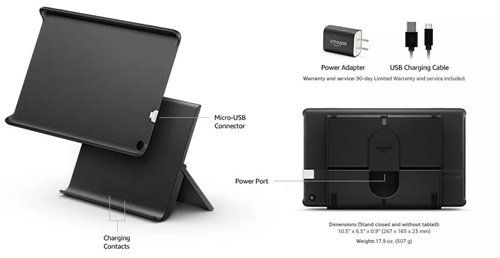 Micro-USB
Connector
Charging
Contacts
amazon
Power Adapter
USB Charging Cable
Warranty and service: 90-day Limited Warranty and service included.
Power Port
amazon
Dimensions (Stand closed and without tablet):
10.5" x 6.5" x 0.9" (267 x 165 x 23 mm)
Weight: 17.9 oz. (507 g)